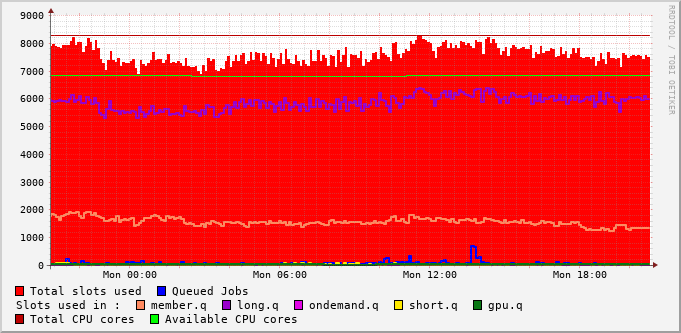 9000
8000
7000
6000
5000
4000
3000
2000
1000
0
Mon 00:00 Mon 06:00 Mon 12:00 Mon 18:00
RRDTOOL / TOBI OETIKER
Total slots used Queued Jobs
Slots used in : member.q long.q ondemand.q short.q gpu.q
Total CPU cores Available CPU cores